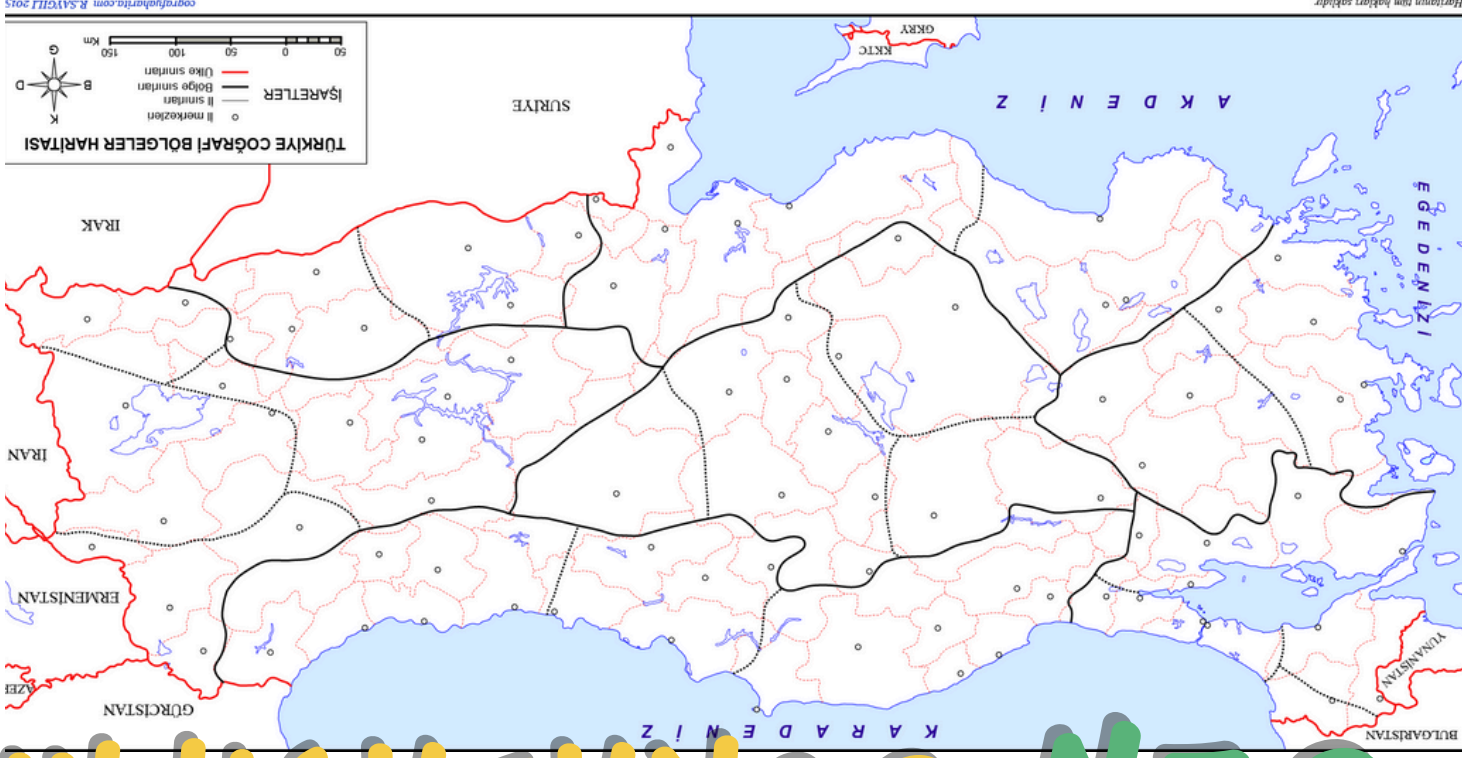 BULGARİSTAN
K A R A D E N İ Z
GÜRCİSTAN
YUNANİSTAN
ERMENİSTAN
İRAN
E G E D E N İ Z İ
IRAK
SURİYE
A K D E N İ Z
KKTC
GKRY
TÜRKİYE COĞRAFİ BÖLGELER HARİTASI
İŞARETLER
İl merkezleri
İl sınırları
Bölge sınırları
Ülke sınırları
K
B D
G
50 0 50 100 150
Km
Haritanın tüm hakları saklıdır
cografyaharita.com R.SAYGILI 2015